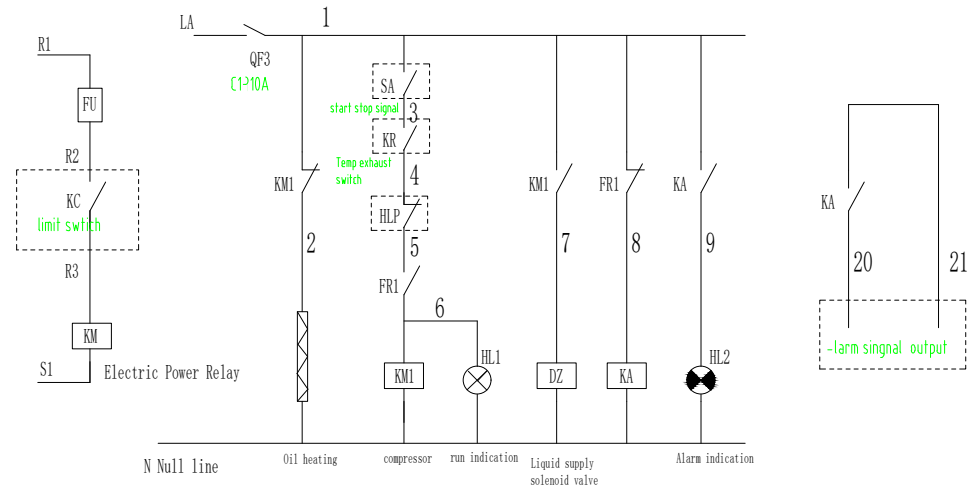 R1
FU
R2
KC
limit swtich
R3
KM
S1
Electric Power Relay
LA
1
QF3
C1-P10A
SA
start stop signal
3
KR
Temp exhaust
switch
4
KM1
HLP
2
5
FR1
6
KM1
HL1
KM1
FR1
KA
7
8
9
DZ
KA
HL2
KA
20
21
-larm singnal output
N Null line
Oil heating
compressor
run indication
Liquid supply
solenoid valve
Alarm indication